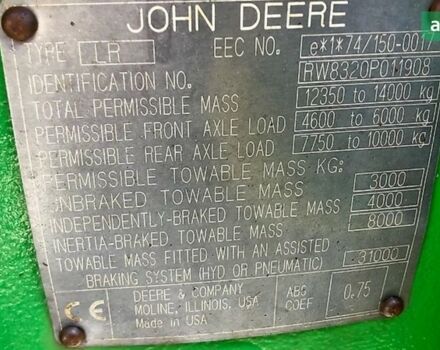 JOHN DEERE
TYPE LR EEC NO. e*1*74/150-001
IDENTIFICATION NO. RW8320P011908
TOTAL PERMISSIBLE MASS 12350 to 14000 kg
PERMISSIBLE FRONT AXLE LOAD 4600 to 6000 kg
PERMISSIBLE REAR AXLE LOAD 7750 to 10000 kg
PERMISSIBLE TOWABLE MASS KG:
UNBRAKED TOWABLE MASS 3000
INDEPENDENTLY-BRAKED TOWABLE MASS 4000
INERTIA-BRAKED TOWABLE MASS 8000
TOWABLE MASS FITTED WITH AN ASSISTED
BRAKING SYSTEM (HYD OR PNEUMATIC) 31000
CE
DEERE & COMPANY
MOLINE, ILLINOIS, USA
Made in USA
ABG
COEF
0.75
a